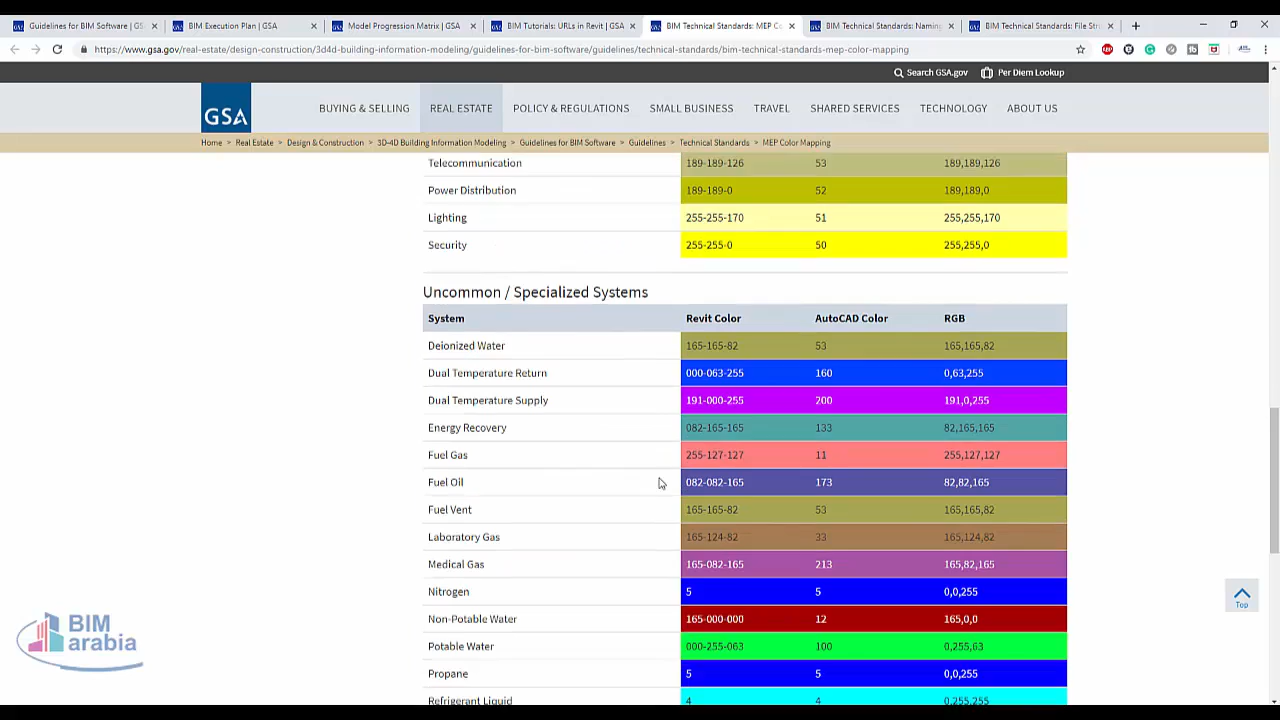 Guidelines for BIM Software | GS
BIM Execution Plan | GSA
Model Progression Matrix | GSA
BIM Tutorials: URLs in Revit | GSA
BIM Technical Standards: MEP Co
BIM Technical Standards: Naming
BIM Technical Standards: File Str
https://www.gsa.gov/real-estate/design-construction/3d4d-building-information-modeling/guidelines-for-bim-software/guidelines/technical-standards/bim-technical-standards-mep-color-mapping
Search GSA.gov Per Diem Lookup
GSA BUYING & SELLING REAL ESTATE POLICY & REGULATIONS SMALL BUSINESS TRAVEL SHARED SERVICES TECHNOLOGY ABOUT US
Home > Real Estate > Design & Construction > 3D-4D Building Information Modeling > Guidelines for BIM Software > Guidelines > Technical Standards > MEP Color Mapping
Telecommunication 189-189-126 53 189,189,126
Power Distribution 189-189-0 52 189,189,0
Lighting 255-255-170 51 255,255,170
Security 255-255-0 50 255,255,0
Uncommon / Specialized Systems
System Revit Color AutoCAD Color RGB
Deionized Water 165-165-82 53 165,165,82
Dual Temperature Return 000-063-255 160 0,63,255
Dual Temperature Supply 191-000-255 200 191,0,255
Energy Recovery 082-165-165 133 82,165,165
Fuel Gas 255-127-127 11 255,127,127
Fuel Oil 082-082-165 173 82,82,165
Fuel Vent 165-165-82 53 165,165,82
Laboratory Gas 165-124-82 33 165,124,82
Medical Gas 165-082-165 213 165,82,165
Nitrogen 5 5 0,0,255
Non-Potable Water 165-000-000 12 165,0,0
Potable Water 000-255-063 100 0,255,63
Propane 5 5 0,0,255
Refrigerant Liquid 4 4 0,255,255
Top
BIM
arabia